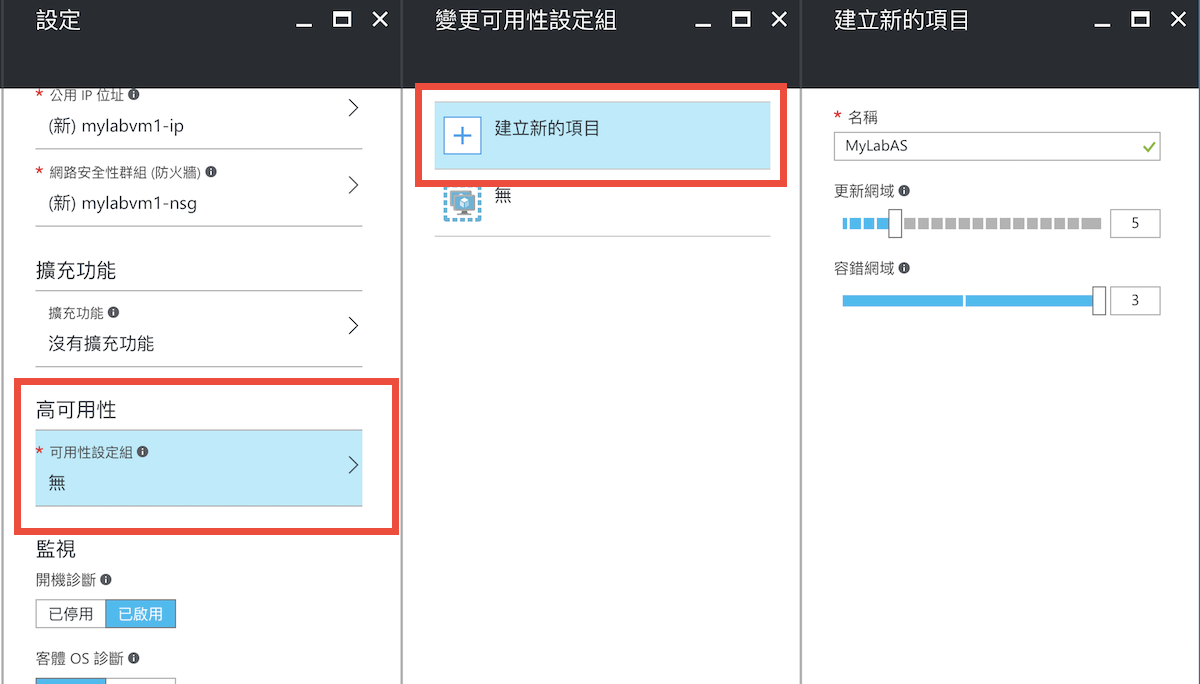 設定
* 公用 IP 位址
(新) mylabvm1-ip
* 網路安全性群組 (防火牆)
(新) mylabvm1-nsg
擴充功能
擴充功能
沒有擴充功能
高可用性
* 可用性設定組
無
監視
開機診斷
已停用 已啟用
客體 OS 診斷
變更可用性設定組
建立新的項目
無
建立新的項目
* 名稱
MyLabAS
更新網域
5
容錯網域
3